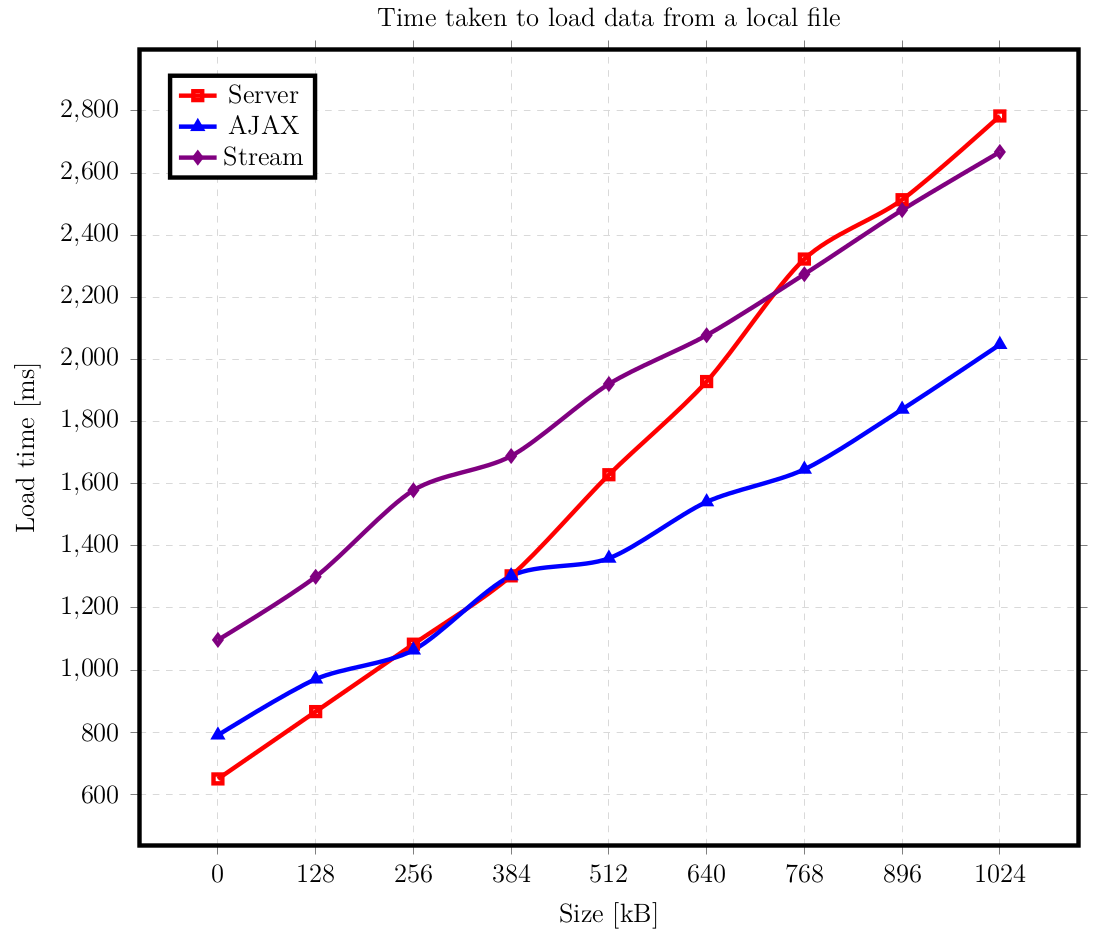 Time taken to load data from a local file
Server
AJAX
Stream
2,800
2,600
2,400
2,200
2,000
1,800
1,600
1,400
1,200
1,000
800
600
Load time [ms]
0 128 256 384 512 640 768 896 1024
Size [kB]